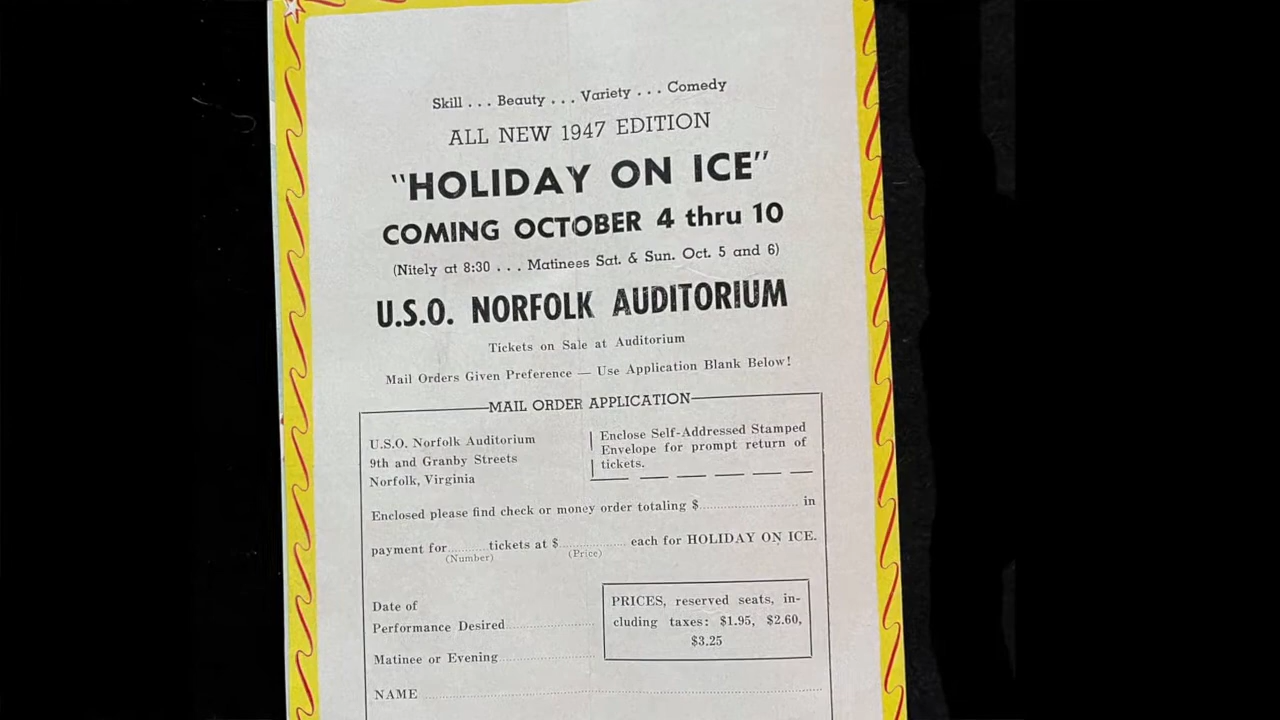 Skill . . . Beauty . . . Variety . . . Comedy
ALL NEW 1947 EDITION
"HOLIDAY ON ICE"
COMING OCTOBER 4 thru 10
(Nitely at 8:30 . . . Matinees Sat. & Sun. Oct. 5 and 6)
U.S.O. NORFOLK AUDITORIUM
Tickets on Sale at Auditorium
Mail Orders Given Preference — Use Application Blank Below!
MAIL ORDER APPLICATION
U.S.O. Norfolk Auditorium
9th and Granby Streets
Norfolk, Virginia
Enclose Self-Addressed Stamped
Envelope for prompt return of
tickets.
Enclosed please find check or money order totaling $.......................... in
payment for..........tickets at $................. each for HOLIDAY ON ICE.
(Number) (Price)
Date of
Performance Desired.......................
Matinee or Evening.........................
PRICES, reserved seats, in-
cluding taxes: $1.95, $2.60,
$3.25
NAME ..........................................................................................